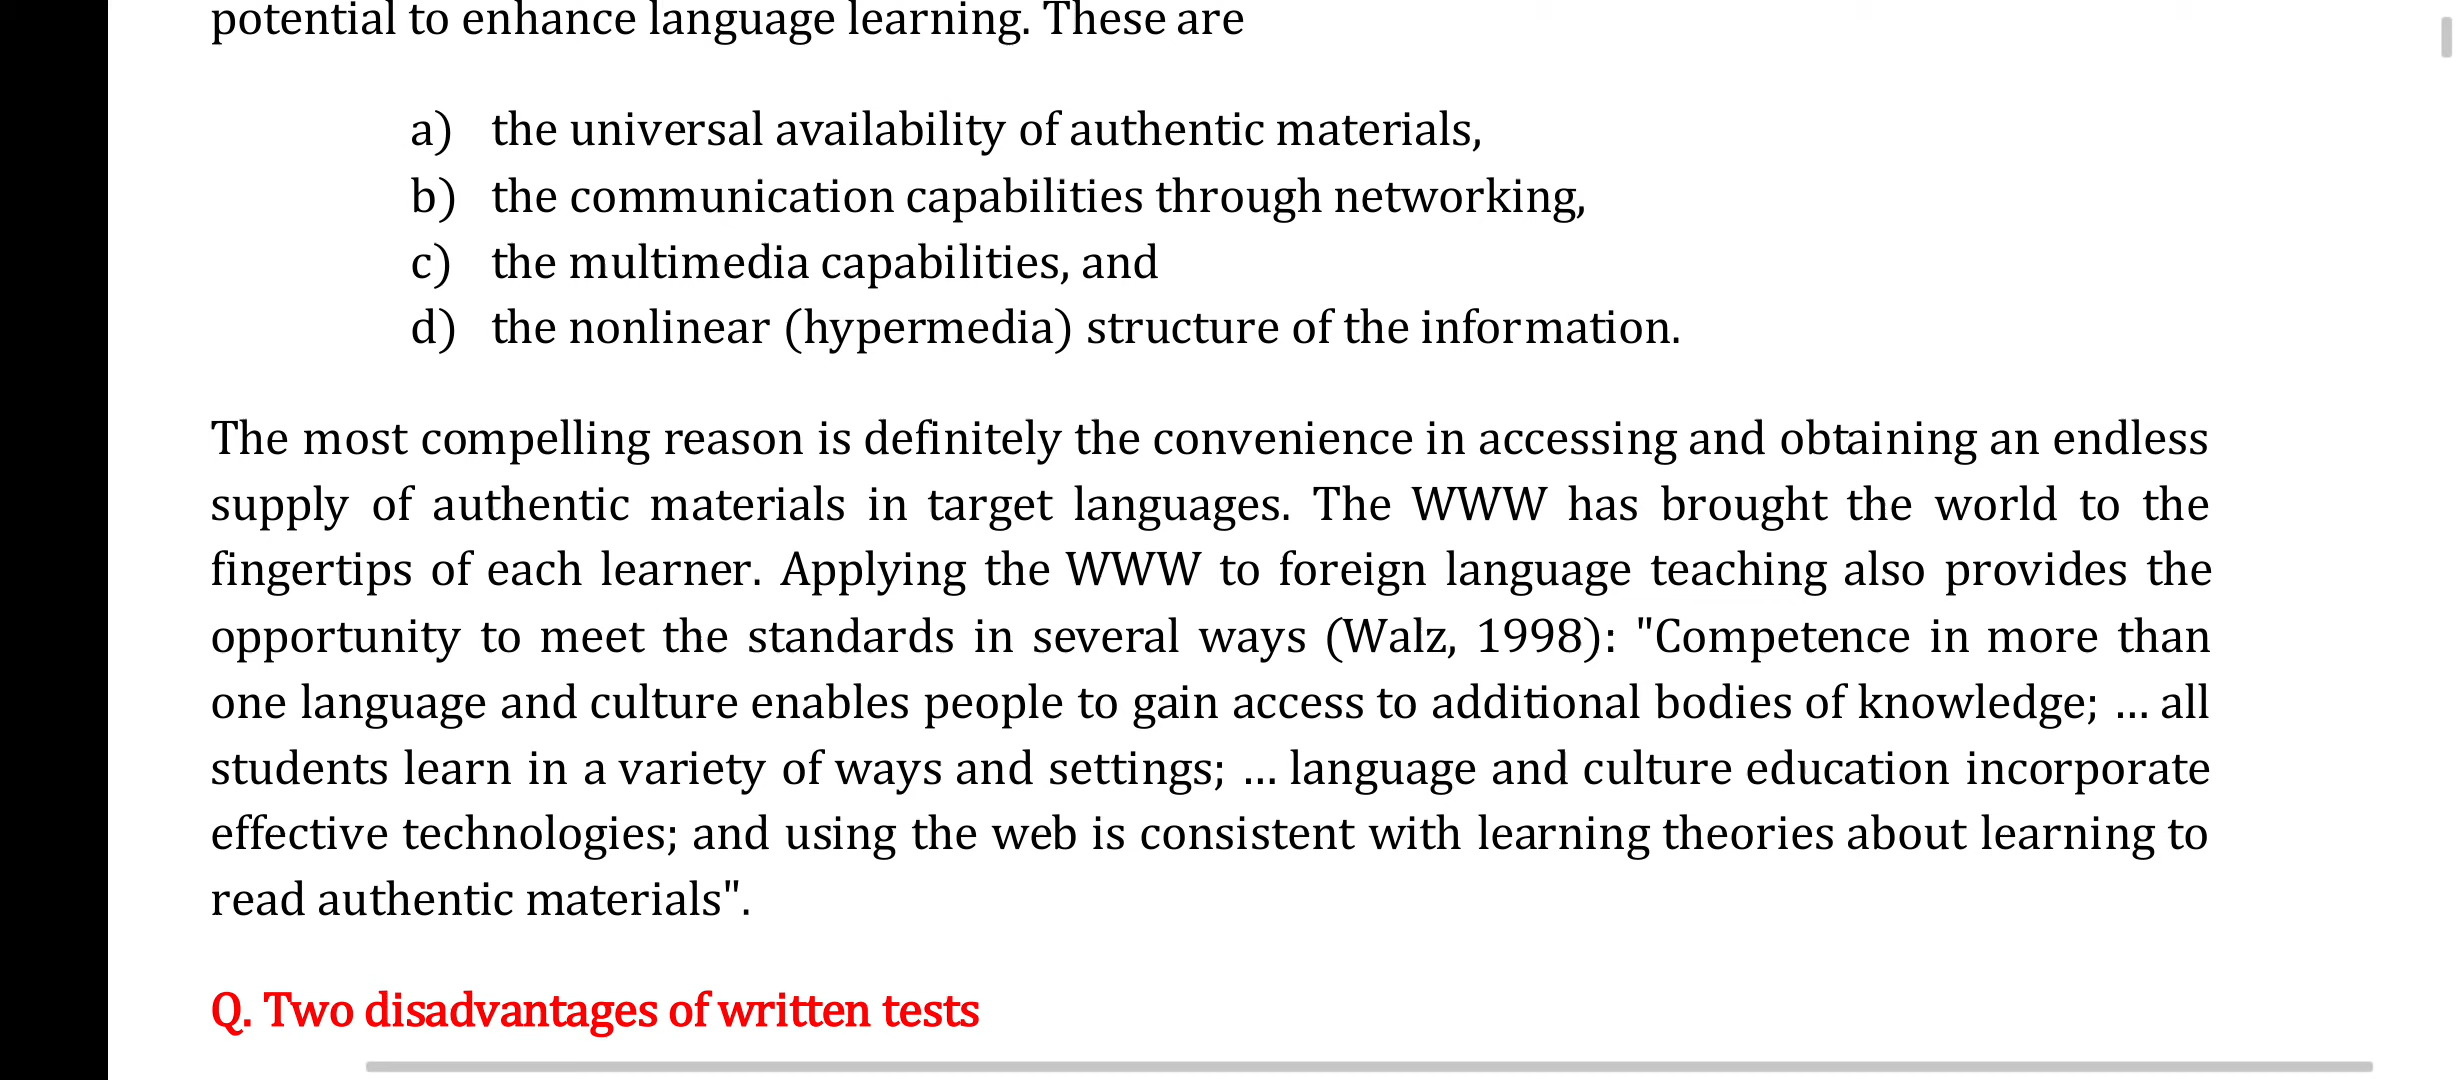 potential to enhance language learning. These are
a) the universal availability of authentic materials,
b) the communication capabilities through networking,
c) the multimedia capabilities, and
d) the nonlinear (hypermedia) structure of the information.
The most compelling reason is definitely the convenience in accessing and obtaining an endless
supply of authentic materials in target languages. The WWW has brought the world to the
fingertips of each learner. Applying the WWW to foreign language teaching also provides the
opportunity to meet the standards in several ways (Walz, 1998): "Competence in more than
one language and culture enables people to gain access to additional bodies of knowledge; ... all
students learn in a variety of ways and settings; ... language and culture education incorporate
effective technologies; and using the web is consistent with learning theories about learning to
read authentic materials".
Q. Two disadvantages of written tests